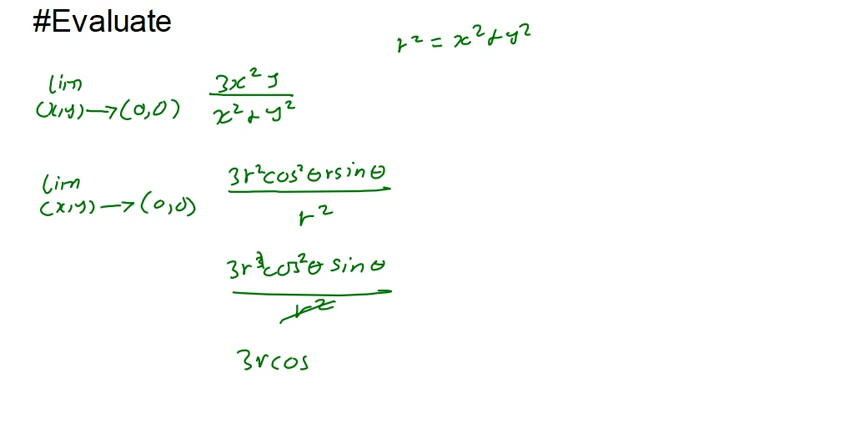 #Evaluate
r² = x² + y²
lim (x,y)→(0,0) 3x²y / x² + y²
lim (x,y)→(0,0) 3r²cos²θ rsinθ / r²
3r³cos²θ sinθ / r²
3rcos